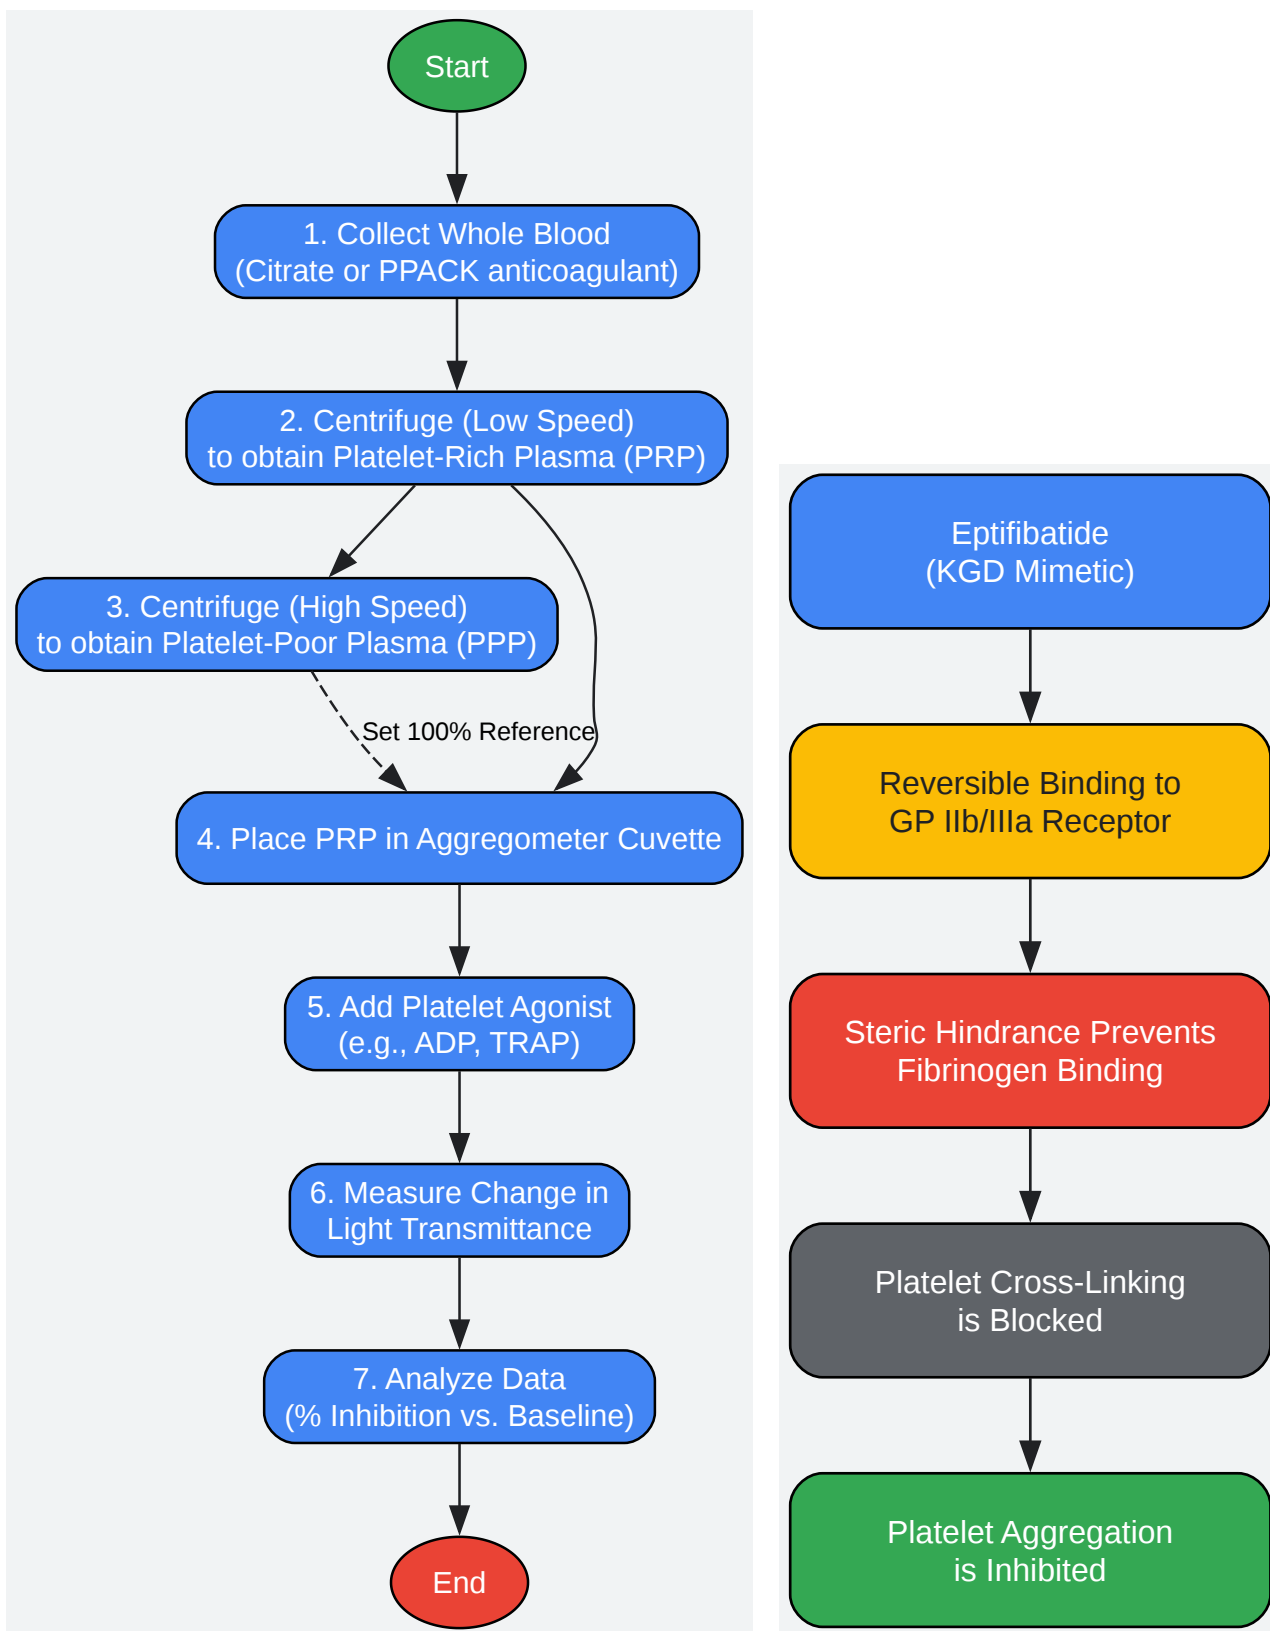 Start
1. Collect Whole Blood
(Citrate or PPACK anticoagulant)
2. Centrifuge (Low Speed)
to obtain Platelet-Rich Plasma (PRP)
3. Centrifuge (High Speed)
to obtain Platelet-Poor Plasma (PPP)
Set 100% Reference
4. Place PRP in Aggregometer Cuvette
5. Add Platelet Agonist
(e.g., ADP, TRAP)
6. Measure Change in
Light Transmittance
7. Analyze Data
(% Inhibition vs. Baseline)
End
Eptifibatide
(KGD Mimetic)
Reversible Binding to
GP IIb/IIIa Receptor
Steric Hindrance Prevents
Fibrinogen Binding
Platelet Cross-Linking
is Blocked
Platelet Aggregation
is Inhibited